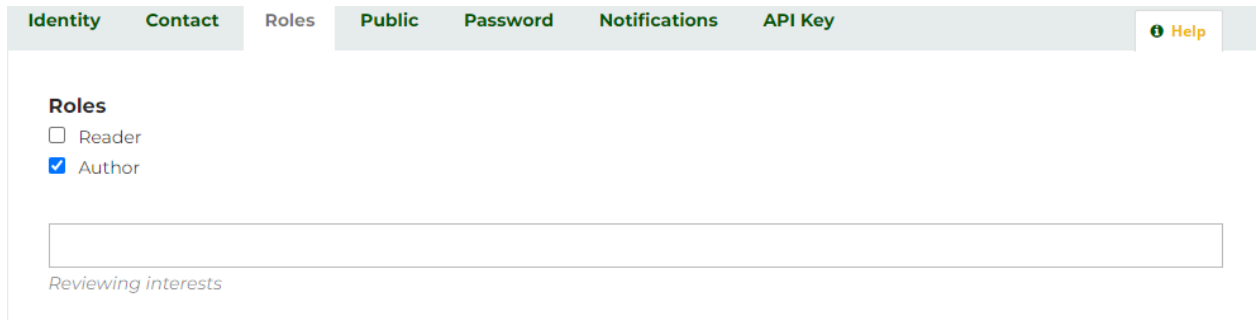 Identity Contact Roles Public Password Notifications API Key Help
Roles
Reader
Author
Reviewing interests